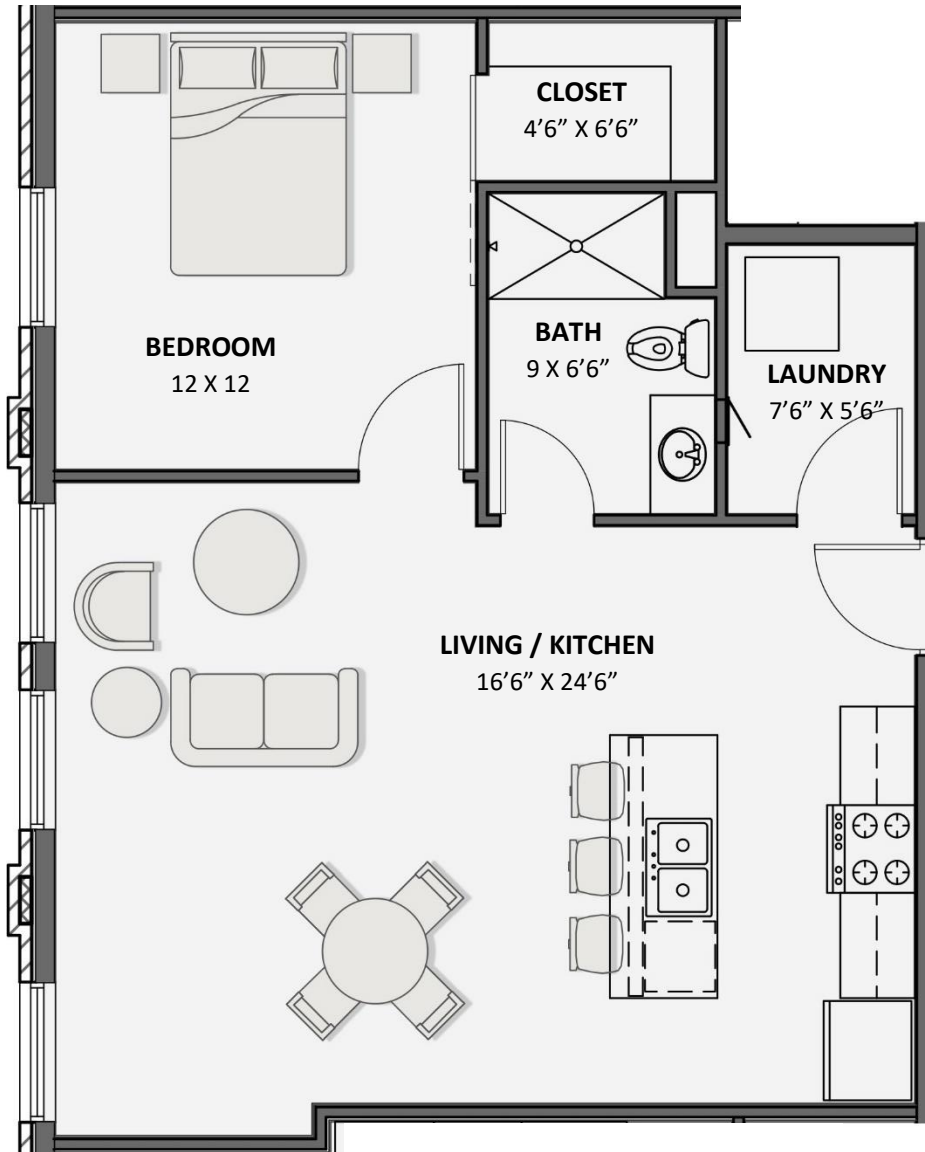 CLOSET
4’6” X 6’6”
BEDROOM
12 X 12
BATH
9 X 6’6”
LAUNDRY
7’6” X 5’6”
LIVING / KITCHEN
16’6” X 24’6”